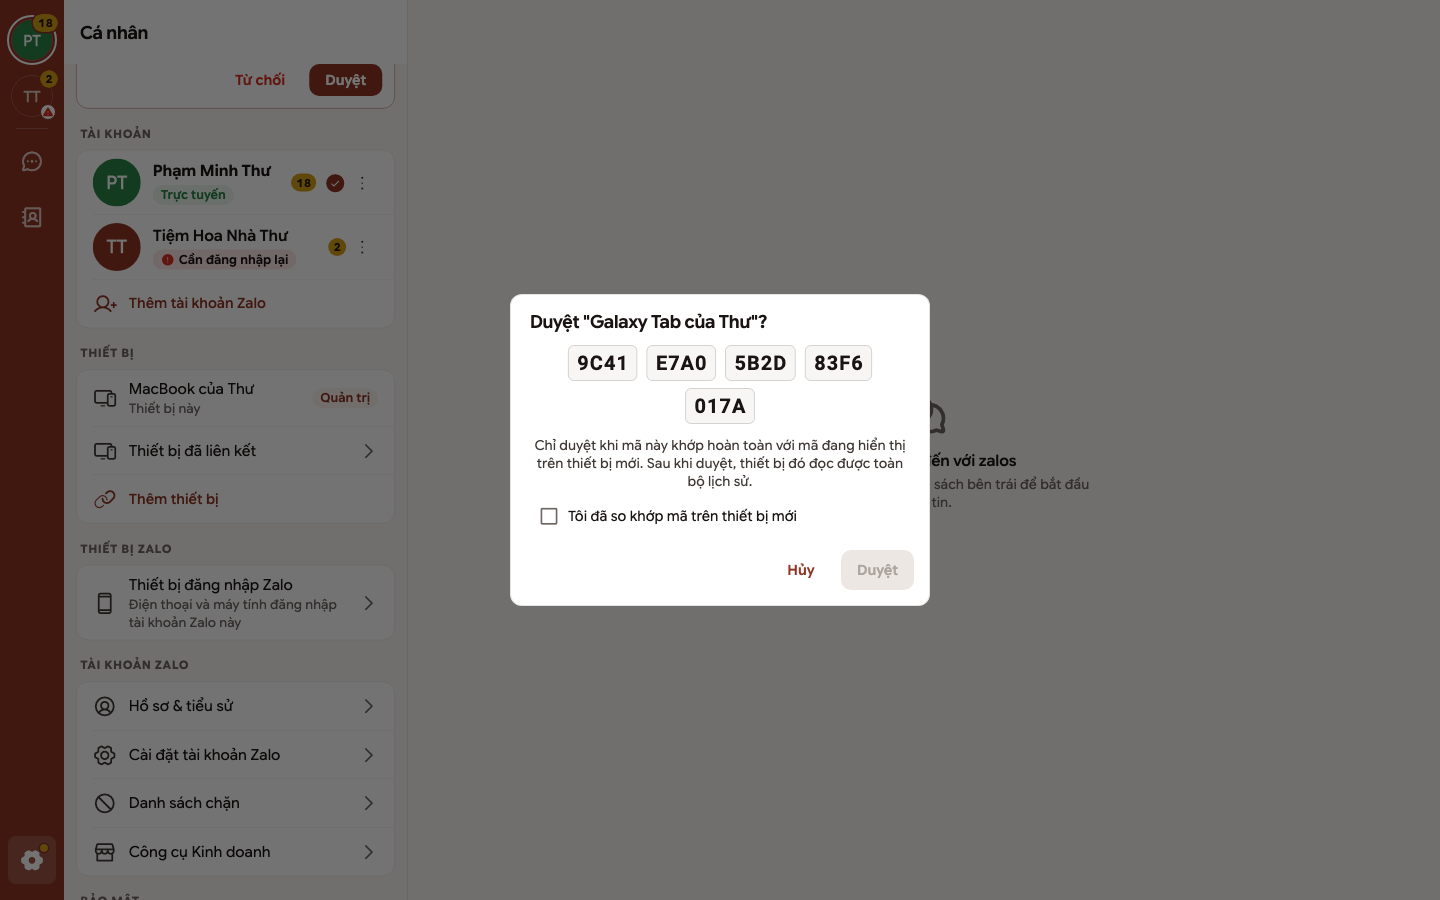 18
PT
2
TT
Cá nhân
Từ chối
Duyệt
TÀI KHOẢN
PT
Phạm Minh Thư
Trực tuyến
18
TT
Tiệm Hoa Nhà Thư
Cần đăng nhập lại
2
Thêm tài khoản Zalo
THIẾT BỊ
MacBook của Thư
Thiết bị này
Quản trị
Thiết bị đã liên kết
Thêm thiết bị
THIẾT BỊ ZALO
Thiết bị đăng nhập Zalo
Điện thoại và máy tính đăng nhập
tài khoản Zalo này
TÀI KHOẢN ZALO
Hồ sơ & tiểu sử
Cài đặt tài khoản Zalo
Danh sách chặn
Công cụ Kinh doanh
BẢO MẬT
Duyệt "Galaxy Tab của Thư"?
9C41 E7A0 5B2D 83F6
017A
Chỉ duyệt khi mã này khớp hoàn toàn với mã đang hiển thị
trên thiết bị mới. Sau khi duyệt, thiết bị đó đọc được toàn
bộ lịch sử.
Tôi đã so khớp mã trên thiết bị mới
Hủy
Duyệt
đến với zalos
sách bên trái để bắt đầu
tin.